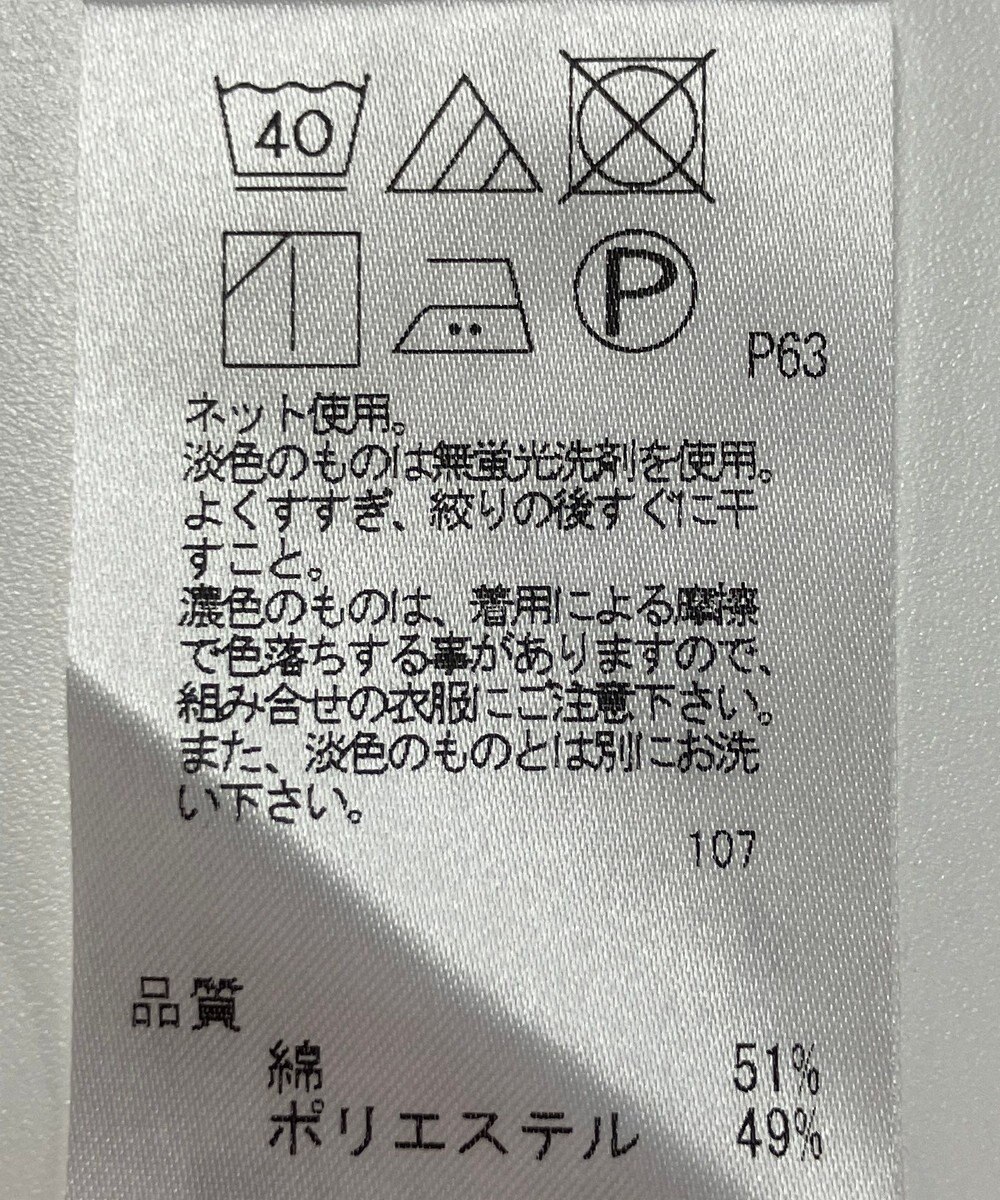 40
P
P63
ネット使用。
淡色のものは無蛍光洗剤を使用。
よくすすぎ、絞りの後すぐに干
すこと。
濃色のものは、着用による摩擦
で色落ちする事がありますので、
組み合せの衣服にご注意下さい。
また、淡色のものとは別にお洗
い下さい。
107
品質
綿 51%
ポリエステル 49%